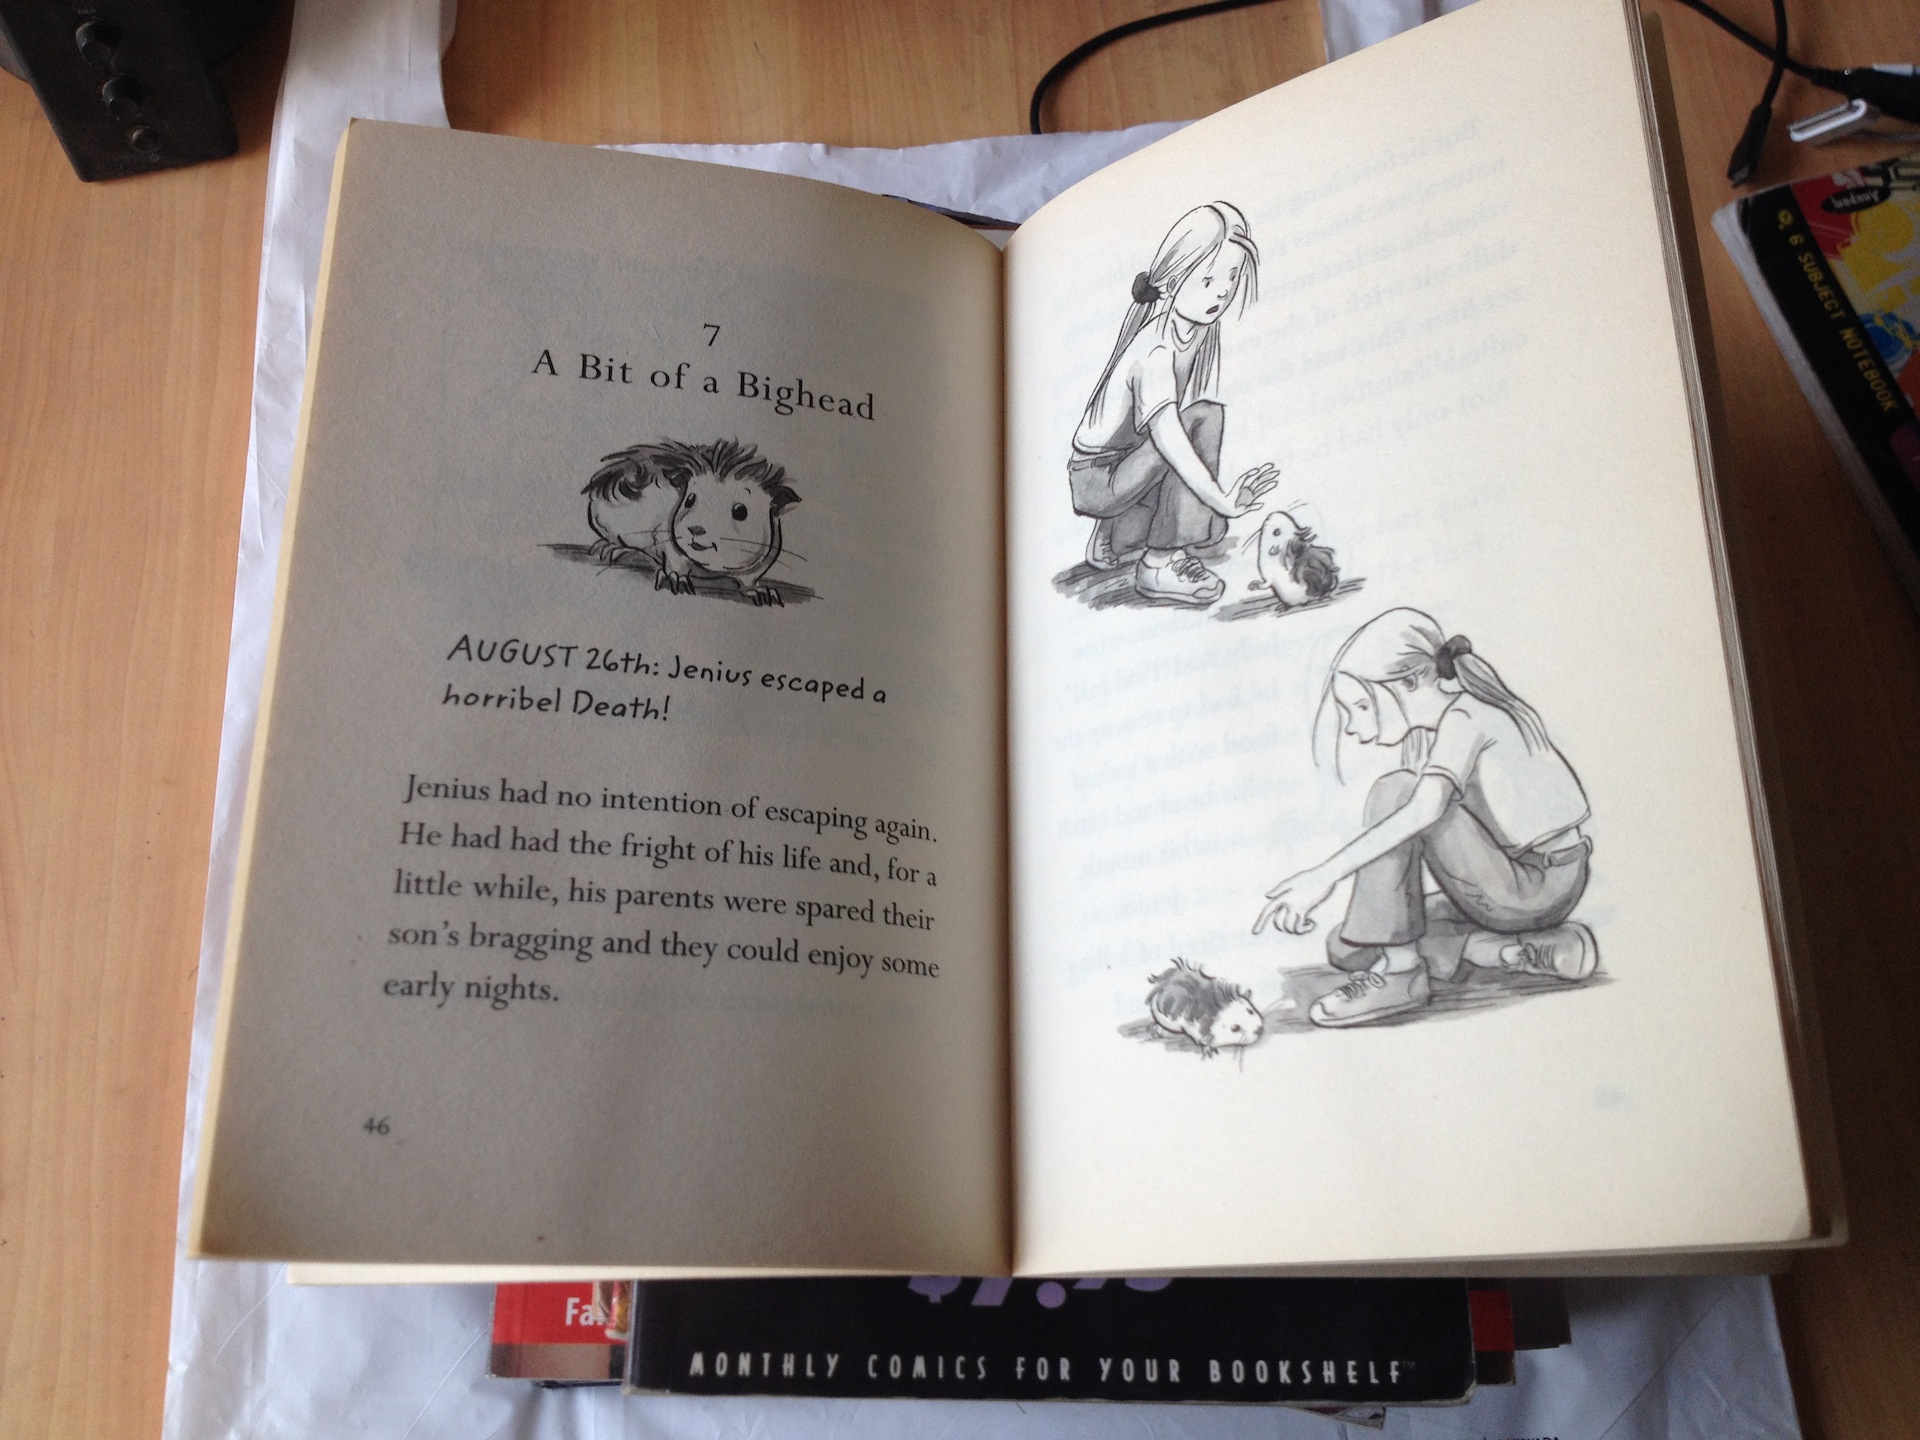 7
A Bit of a Bighead
AUGUST 26th: Jenius escaped a
horribel Death!
Jenius had no intention of escaping again.
He had had the fright of his life and, for a
little while, his parents were spared their
son's bragging and they could enjoy some
early nights.
46
6 SUBJECT NOTEBOOK
MONTHLY COMICS FOR YOUR BOOKSHELF™